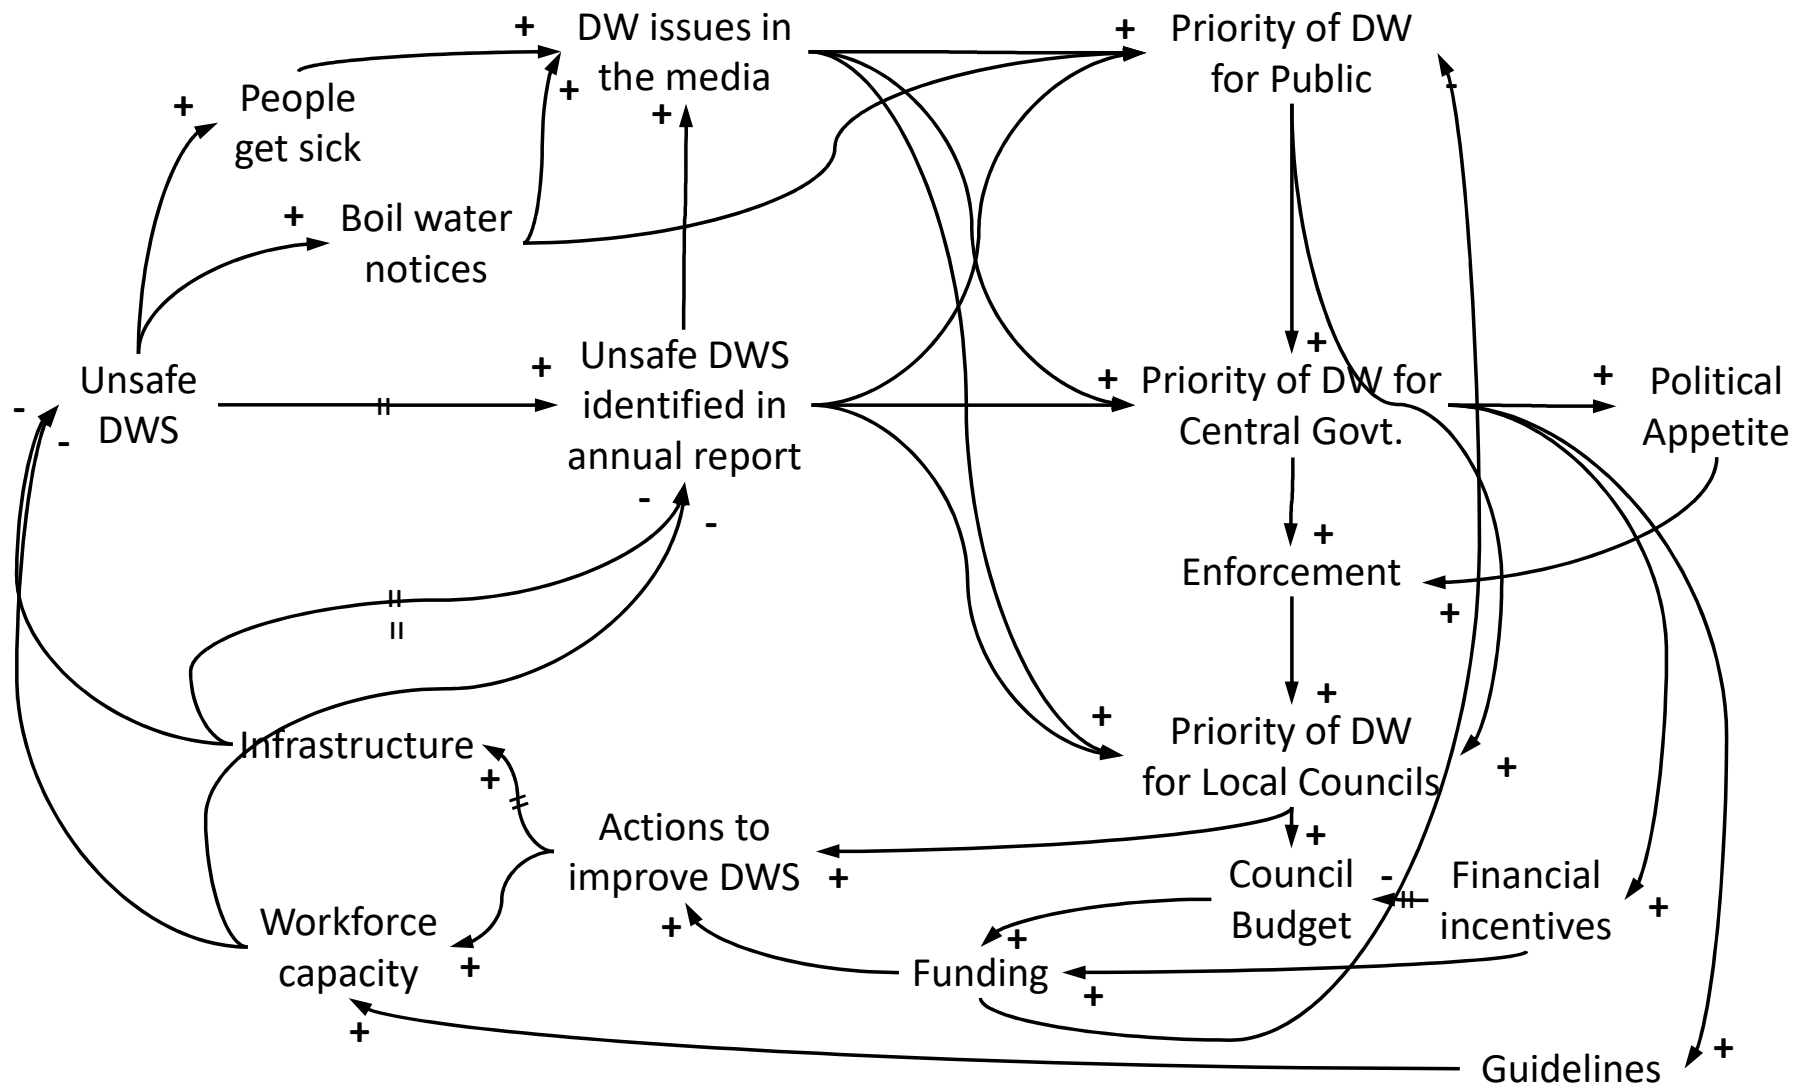 DW issues in
the media
Priority of DW
for Public
People
get sick
Boil water
notices
Unsafe
DWS
Unsafe DWS
identified in
annual report
Priority of DW for
Central Govt.
Political
Appetite
Enforcement
Priority of DW
for Local Councils
Infrastructure
Actions to
improve DWS
Council
Budget
Financial
incentives
Workforce
capacity
Funding
Guidelines
+
+
+
+
+
+
-
+
+
+
+
-
-
-
-
+
+
+
+
+
+
+
+
-
+
+
+
+
+
+
+